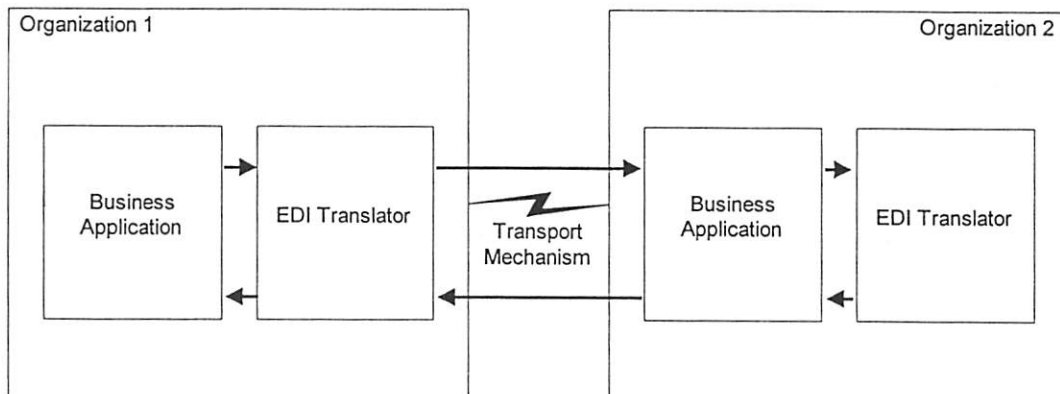 Organization 1
Organization 2
Business
Application
EDI Translator
Transport
Mechanism
Business
Application
EDI Translator